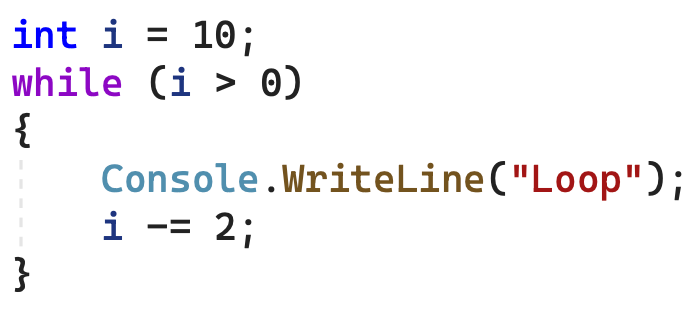 int i = 10;
while (i > 0)
{
    Console.WriteLine("Loop");
    i -= 2;
}